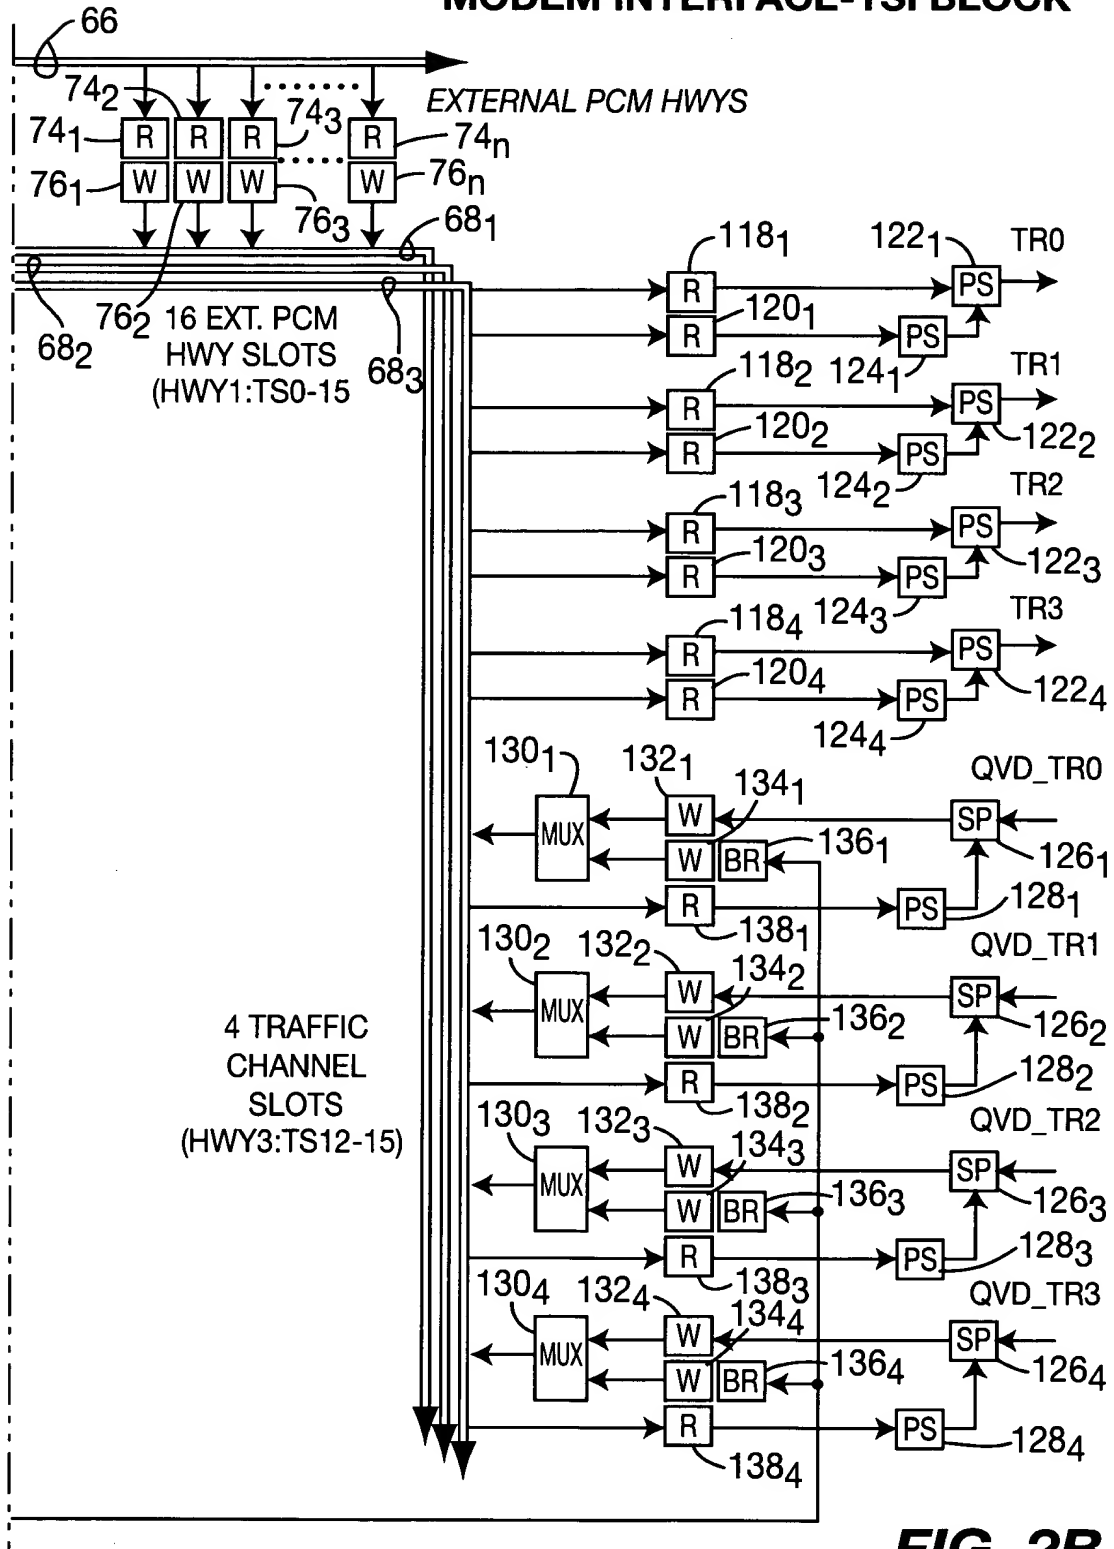 MODEM INTERFACE-TSI BLOCK
66
EXTERNAL PCM HWYS
74₁ 74₂ 74₃ 74ₙ
R R R R
76₁ W W W W 76ₙ
76₂ 76₃
68₁
68₂
68₃
16 EXT. PCM
HWY SLOTS
(HWY1:TS0-15
118₁ 122₁ TR0
R PS
120₁
R PS
124₁
118₂ TR1
R PS
120₂ 122₂
R PS
124₂
118₃ TR2
R PS
120₃ 122₃
R PS
124₃
118₄ TR3
R PS
120₄ 122₄
R PS
124₄
130₁ 132₁ 134₁ QVD_TR0
MUX W SP
W BR 136₁ 126₁
R PS 128₁
138₁
130₂ 132₂ 134₂ QVD_TR1
MUX W SP
W BR 136₂ 126₂
R PS 128₂
138₂
4 TRAFFIC
CHANNEL
SLOTS
(HWY3:TS12-15)
130₃ 132₃ 134₃ QVD_TR2
MUX W SP
W BR 136₃ 126₃
R PS 128₃
138₃
130₄ 132₄ 134₄ QVD_TR3
MUX W SP
W BR 136₄ 126₄
R PS 128₄
138₄
FIG. 2B